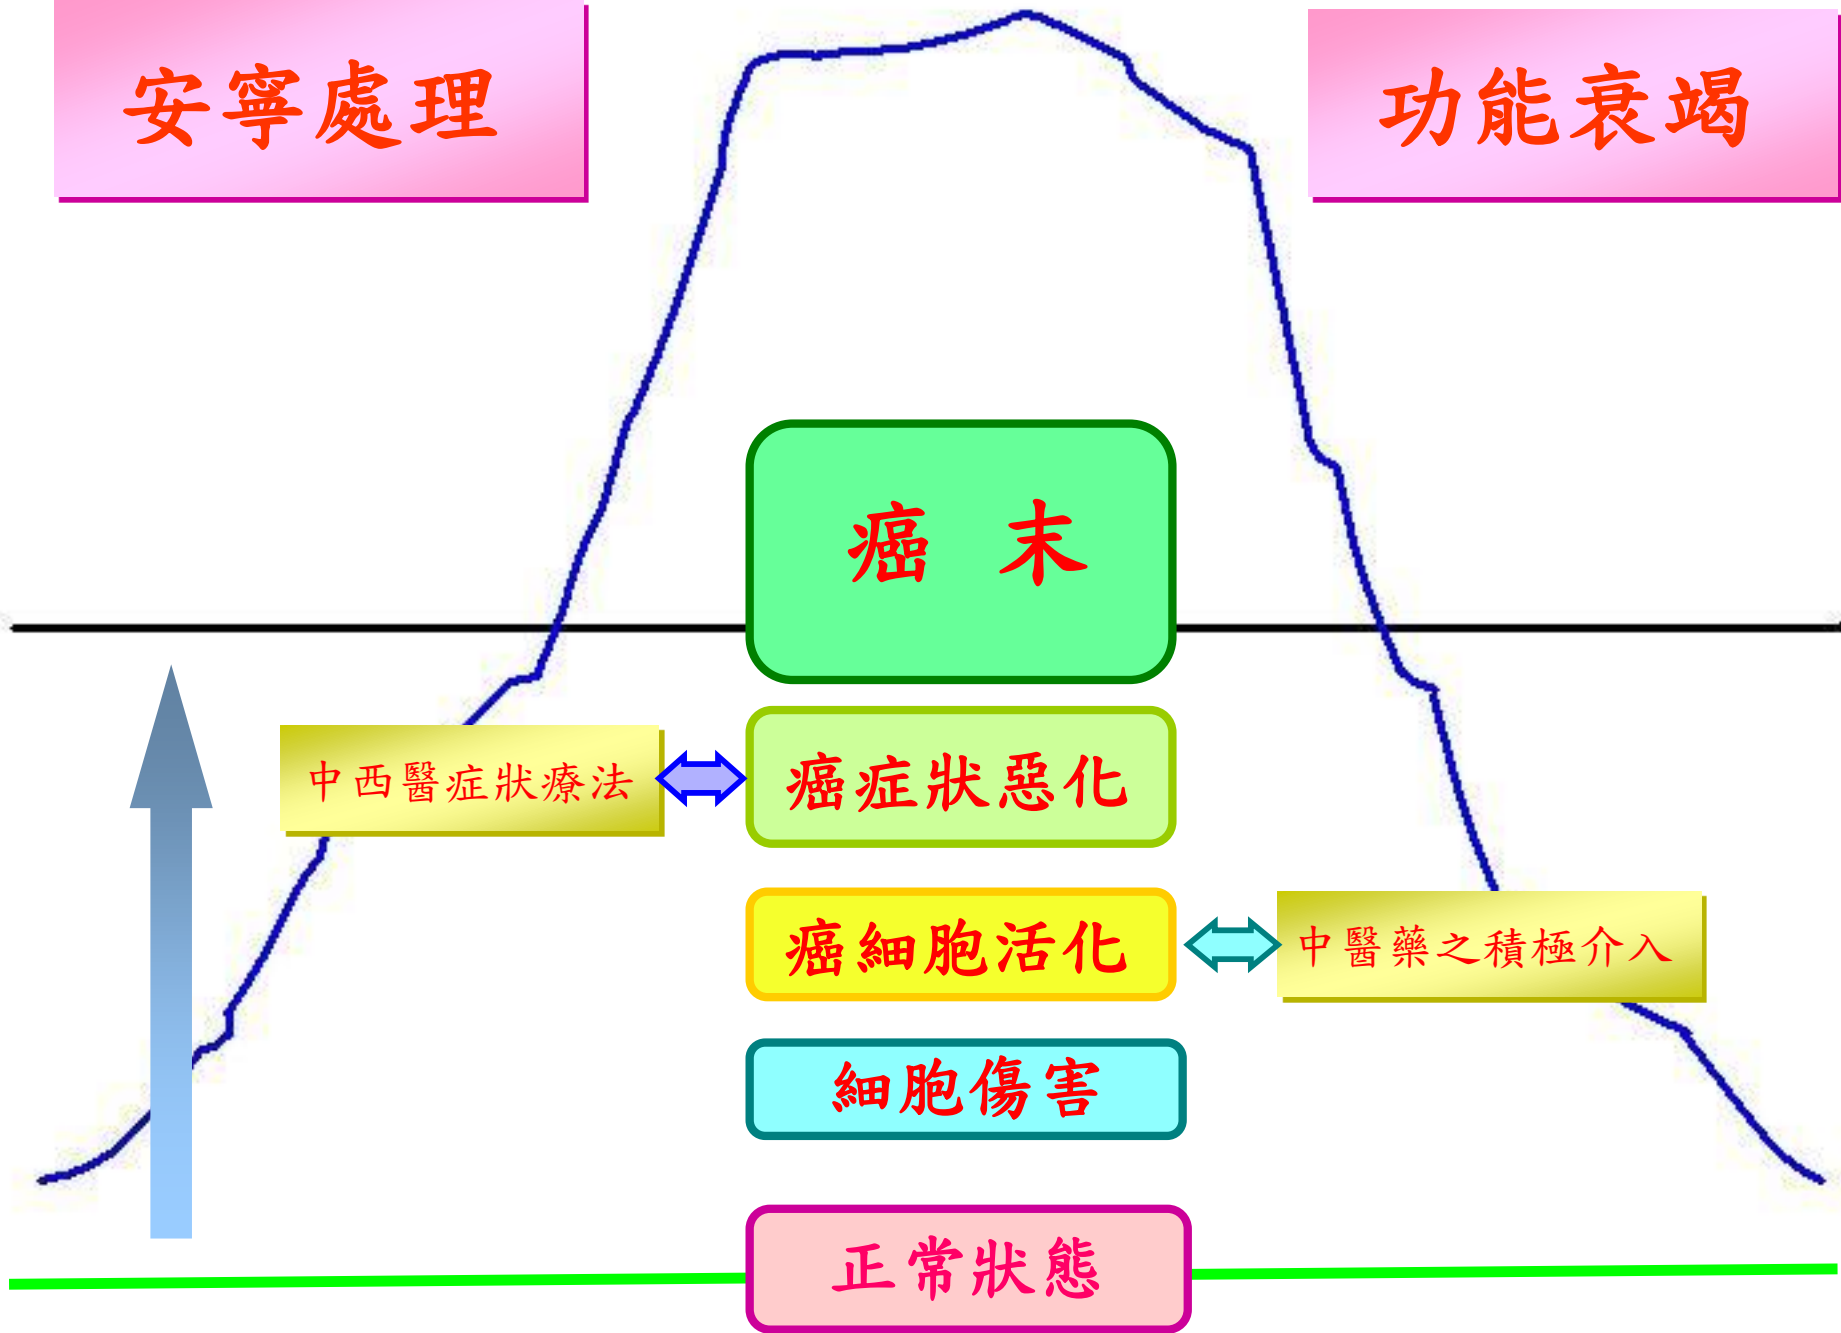 安寧處理
功能衰竭
癌 末
中西醫症狀療法
癌症狀惡化
癌細胞活化
中醫藥之積極介入
細胞傷害
正常狀態